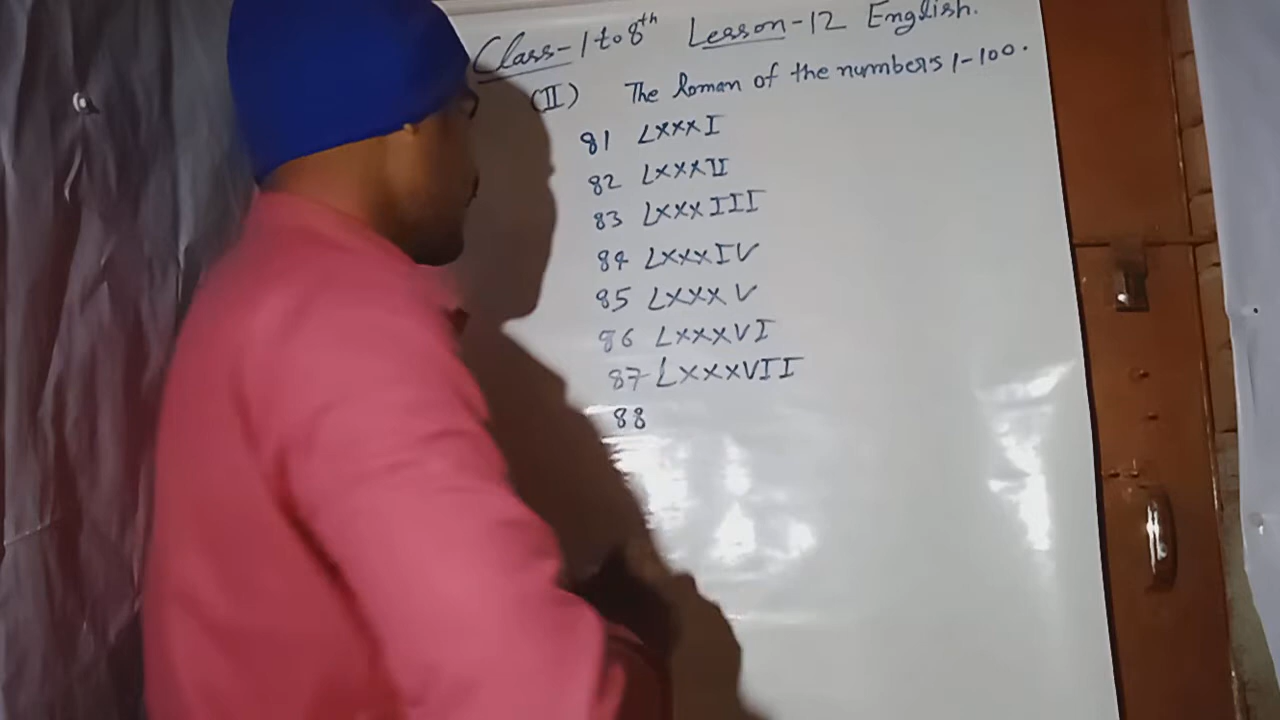 Class-1 to 8th Lesson-12 English.
(II) The Roman of the numbers 1-100.
81 LXXXI
82 LXXXII
83 LXXXIII
84 LXXXIV
85 LXXXV
86 LXXXVI
87 LXXXVII
88